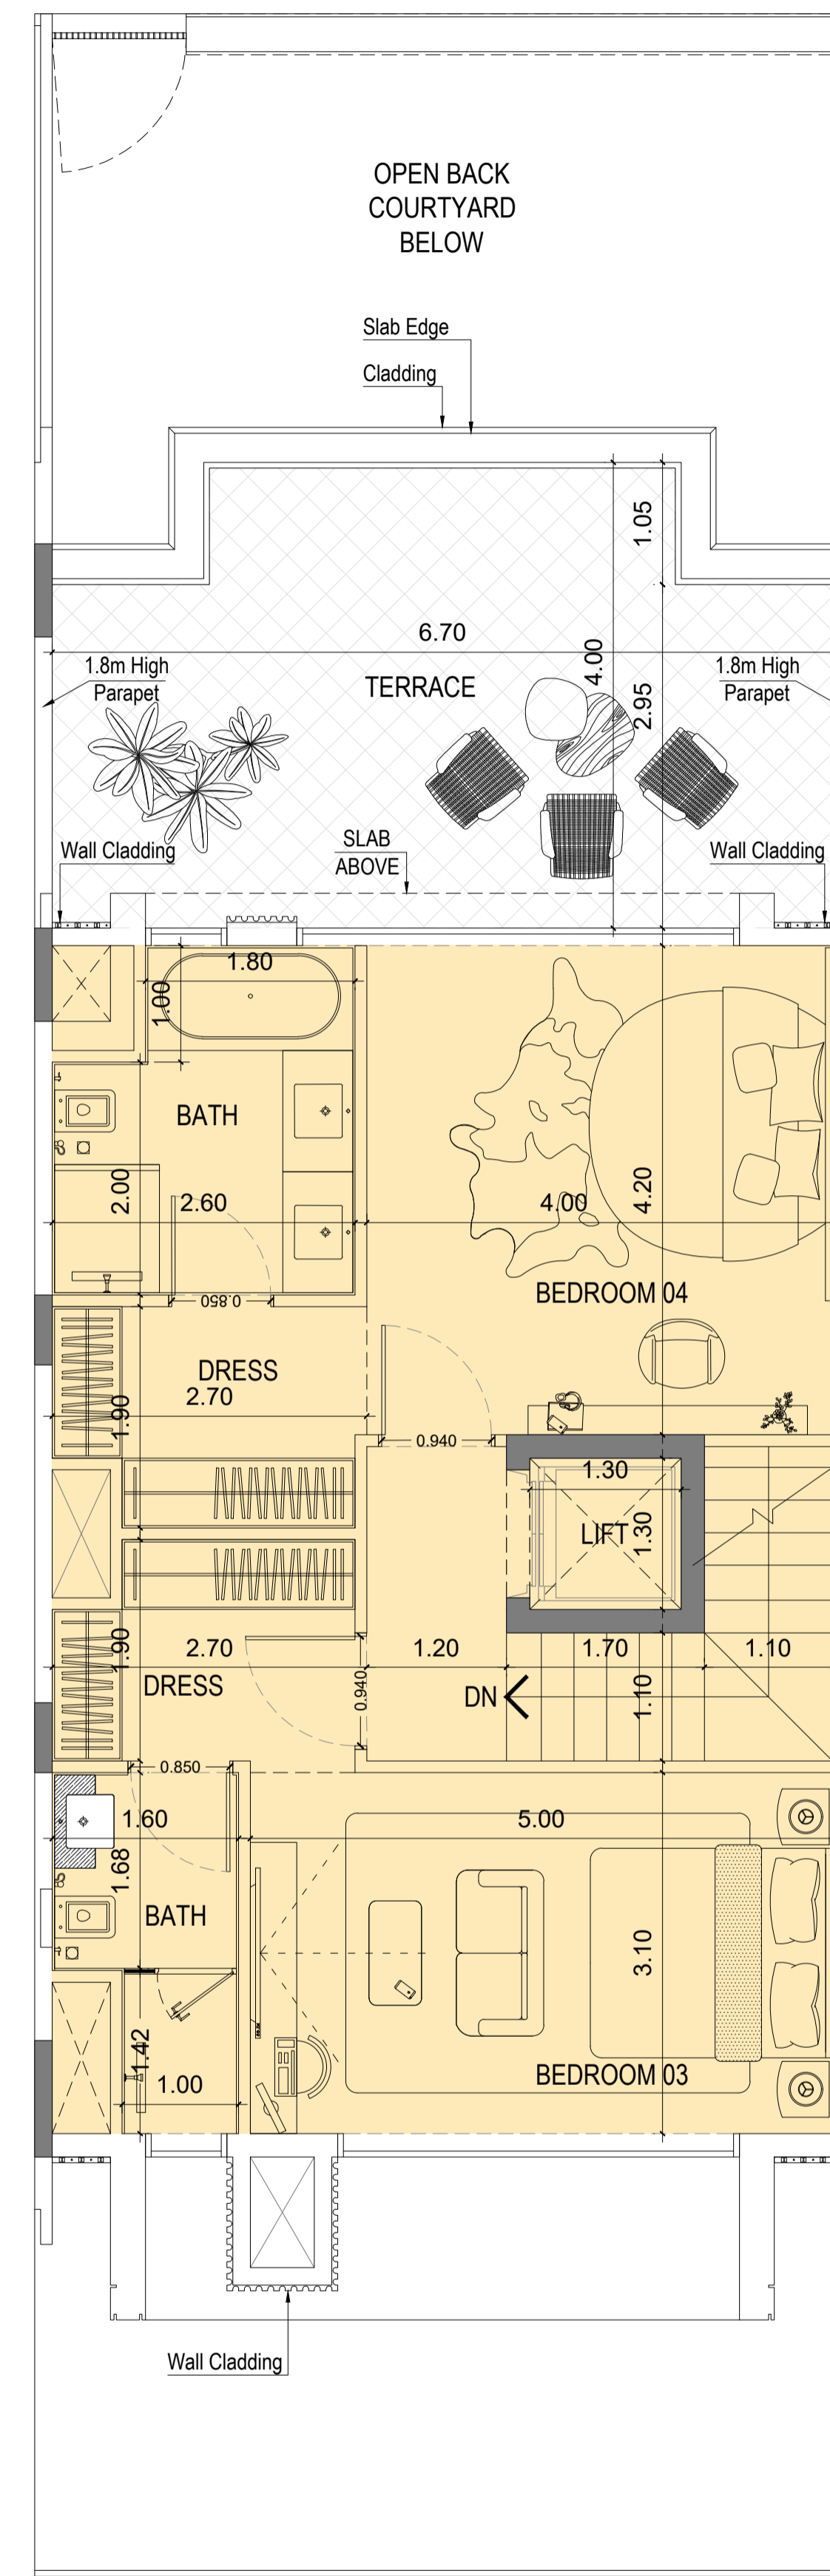 OPEN BACK
COURTYARD
BELOW
Slab Edge
Cladding
1.05
6.70
4.00
1.8m High
Parapet
TERRACE
2.95
1.8m High
Parapet
Wall Cladding
SLAB
ABOVE
Wall Cladding
1.80
1.00
BATH
2.00
2.60
4.00
4.20
0.850
BEDROOM 04
DRESS
2.70
1.90
0.940
1.30
LIFT
1.30
1.90
2.70
1.20
1.70
1.10
DRESS
0.940
DN
1.10
0.850
1.60
5.00
1.68
BATH
3.10
1.42
1.00
BEDROOM 03
Wall Cladding